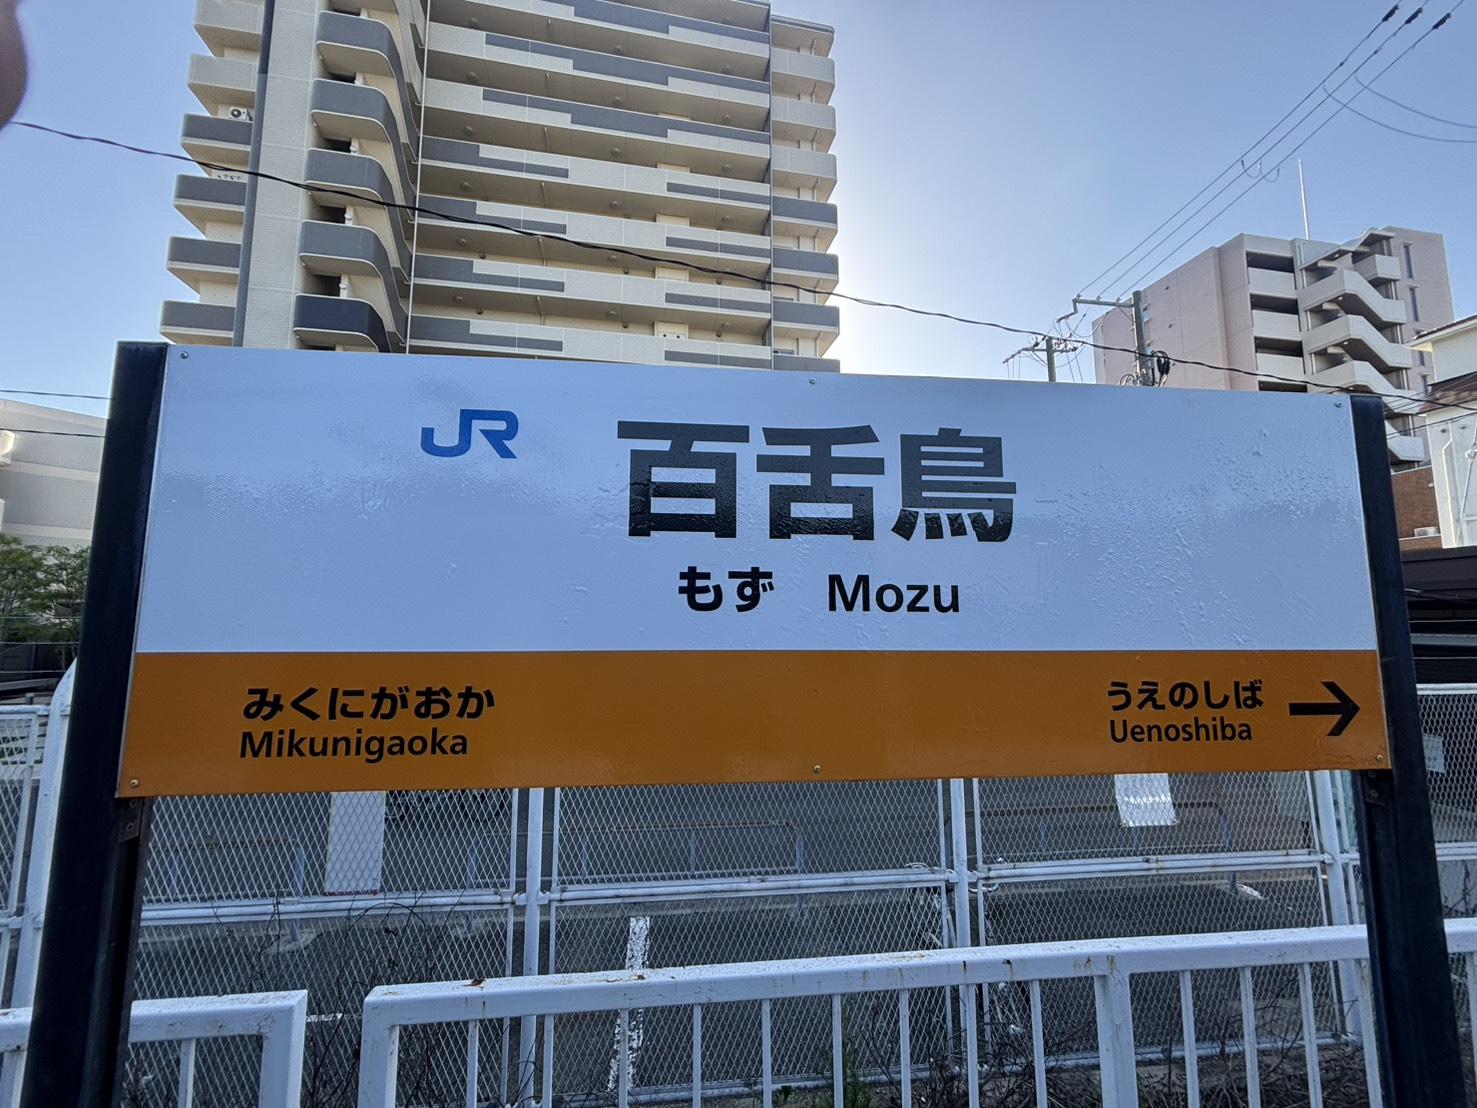 JR 百舌鳥
もず Mozu
みくにがおか
Mikunigaoka
うえのしば →
Uenoshiba